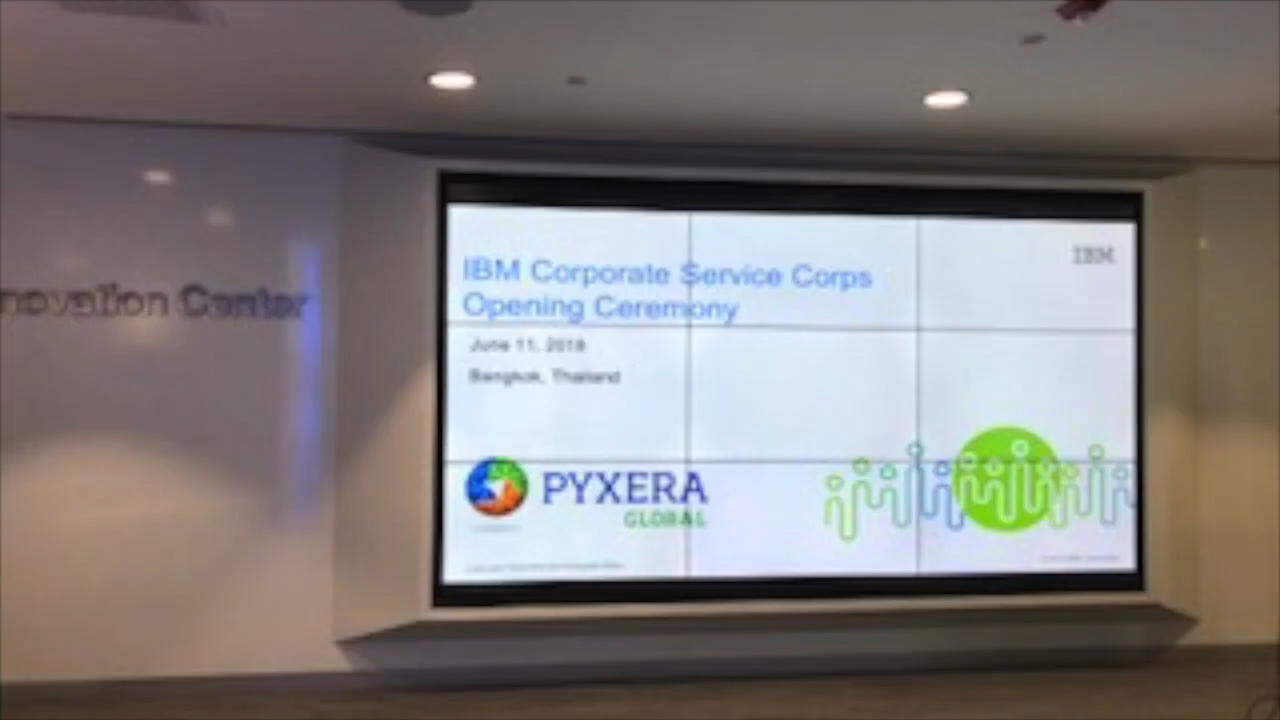 novation Center
IBM Corporate Service Corps
Opening Ceremony
IBM
June 11, 2018
Bangkok, Thailand
PYXERA
GLOBAL